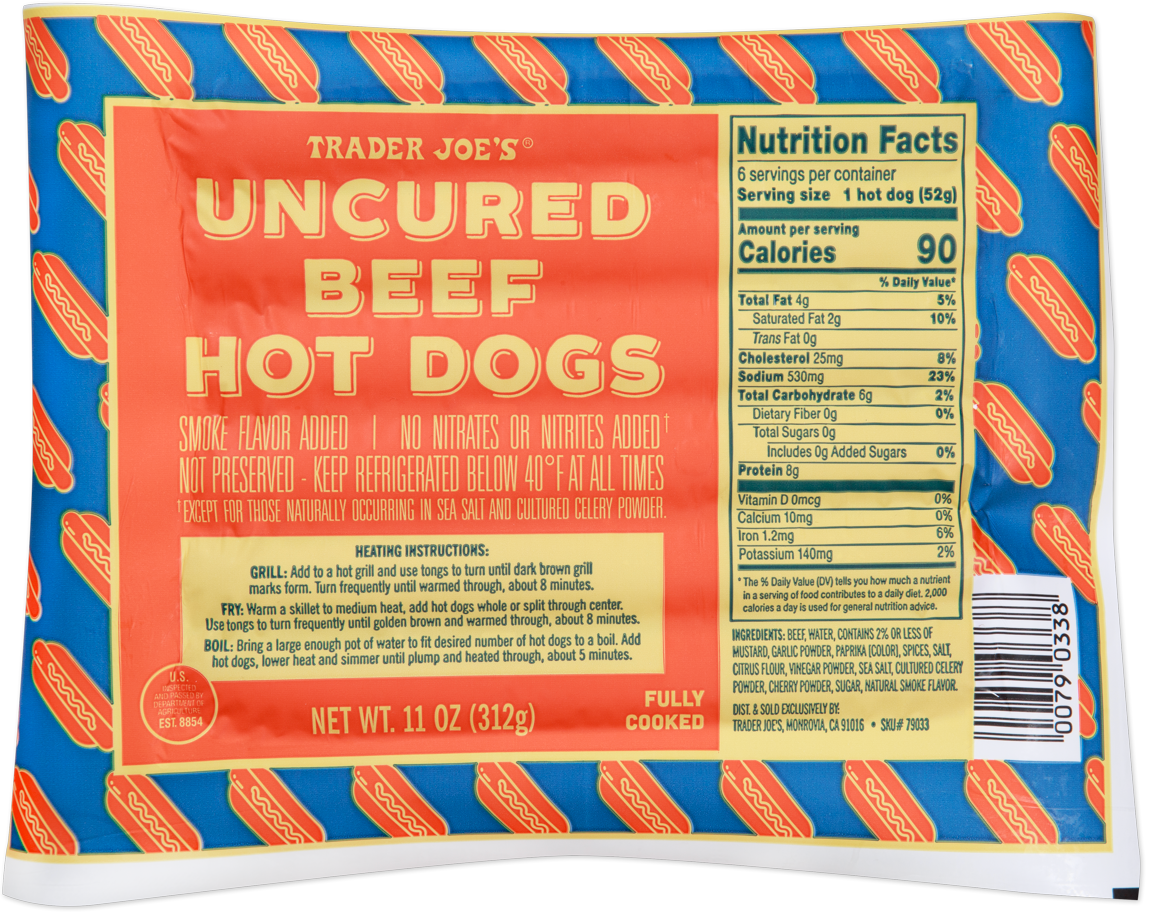 TRADER JOE'S®
UNCURED
BEEF
HOT DOGS
SMOKE FLAVOR ADDED | NO NITRATES OR NITRITES ADDED†
NOT PRESERVED - KEEP REFRIGERATED BELOW 40°F AT ALL TIMES
†EXCEPT FOR THOSE NATURALLY OCCURRING IN SEA SALT AND CULTURED CELERY POWDER.
HEATING INSTRUCTIONS:
GRILL: Add to a hot grill and use tongs to turn until dark brown grill
marks form. Turn frequently until warmed through, about 8 minutes.
FRY: Warm a skillet to medium heat, add hot dogs whole or split through center.
Use tongs to turn frequently until golden brown and warmed through, about 8 minutes.
BOIL: Bring a large enough pot of water to fit desired number of hot dogs to a boil. Add
hot dogs, lower heat and simmer until plump and heated through, about 5 minutes.
U.S.
INSPECTED
AND PASSED BY
DEPARTMENT OF
AGRICULTURE
EST. 8854
NET WT. 11 OZ (312g)
FULLY
COOKED
Nutrition Facts
6 servings per container
Serving size 1 hot dog (52g)
Amount per serving
Calories 90
% Daily Value*
Total Fat 4g 5%
Saturated Fat 2g 10%
Trans Fat 0g
Cholesterol 25mg 8%
Sodium 530mg 23%
Total Carbohydrate 6g 2%
Dietary Fiber 0g 0%
Total Sugars 0g
Includes 0g Added Sugars 0%
Protein 8g
Vitamin D 0mcg 0%
Calcium 10mg 0%
Iron 1.2mg 6%
Potassium 140mg 2%
* The % Daily Value (DV) tells you how much a nutrient
in a serving of food contributes to a daily diet. 2,000
calories a day is used for general nutrition advice.
INGREDIENTS: BEEF, WATER, CONTAINS 2% OR LESS OF
MUSTARD, GARLIC POWDER, PAPRIKA [COLOR], SPICES, SALT,
CITRUS FLOUR, VINEGAR POWDER, SEA SALT, CULTURED CELERY
POWDER, CHERRY POWDER, SUGAR, NATURAL SMOKE FLAVOR.
DIST. & SOLD EXCLUSIVELY BY:
TRADER JOE'S, MONROVIA, CA 91016 • SKU# 79033
0079 0338